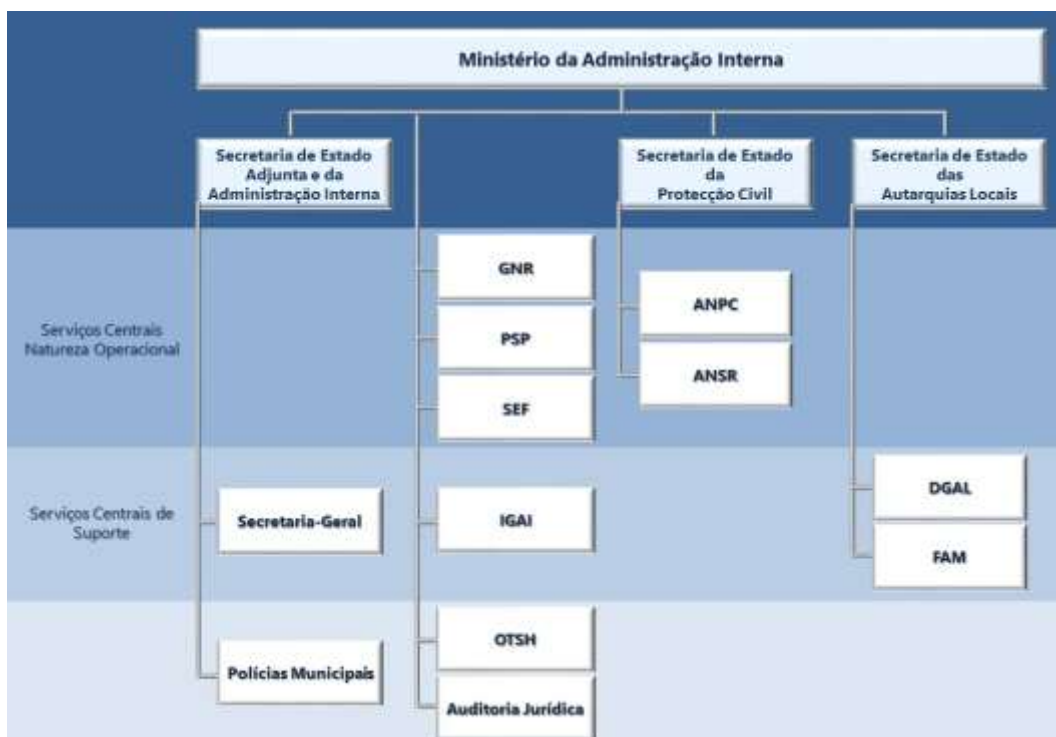 Ministério da Administração Interna
Secretaria de Estado
Adjunta e da
Administração Interna
Secretaria de Estado
da
Protecção Civil
Secretaria de Estado
das
Autarquias Locais
Serviços Centrais
Natureza Operacional
GNR
PSP
SEF
ANPC
ANSR
Serviços Centrais de
Suporte
Secretaria-Geral
IGAI
DGAL
FAM
Polícias Municipais
OTSH
Auditoria Jurídica